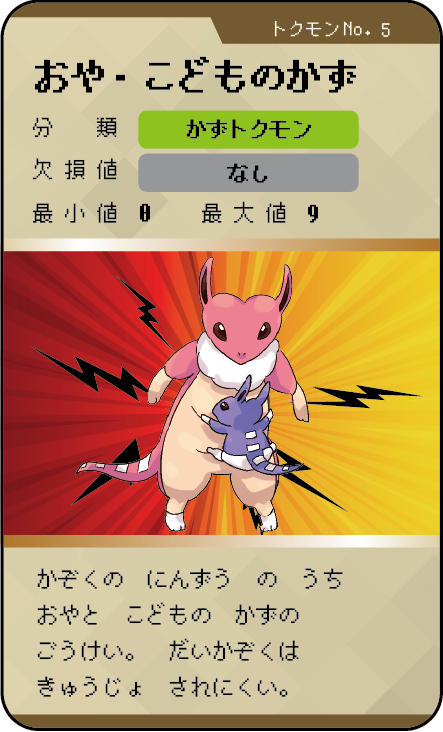 トクモンNo. 5
おや・こどものかず
分類 かずトクモン
欠損値 なし
最小値 0 最大値 9
かぞくの にんずう の うち
おやと こどもの かずの
ごうけい。 だいかぞくは
きゅうじょ されにくい。